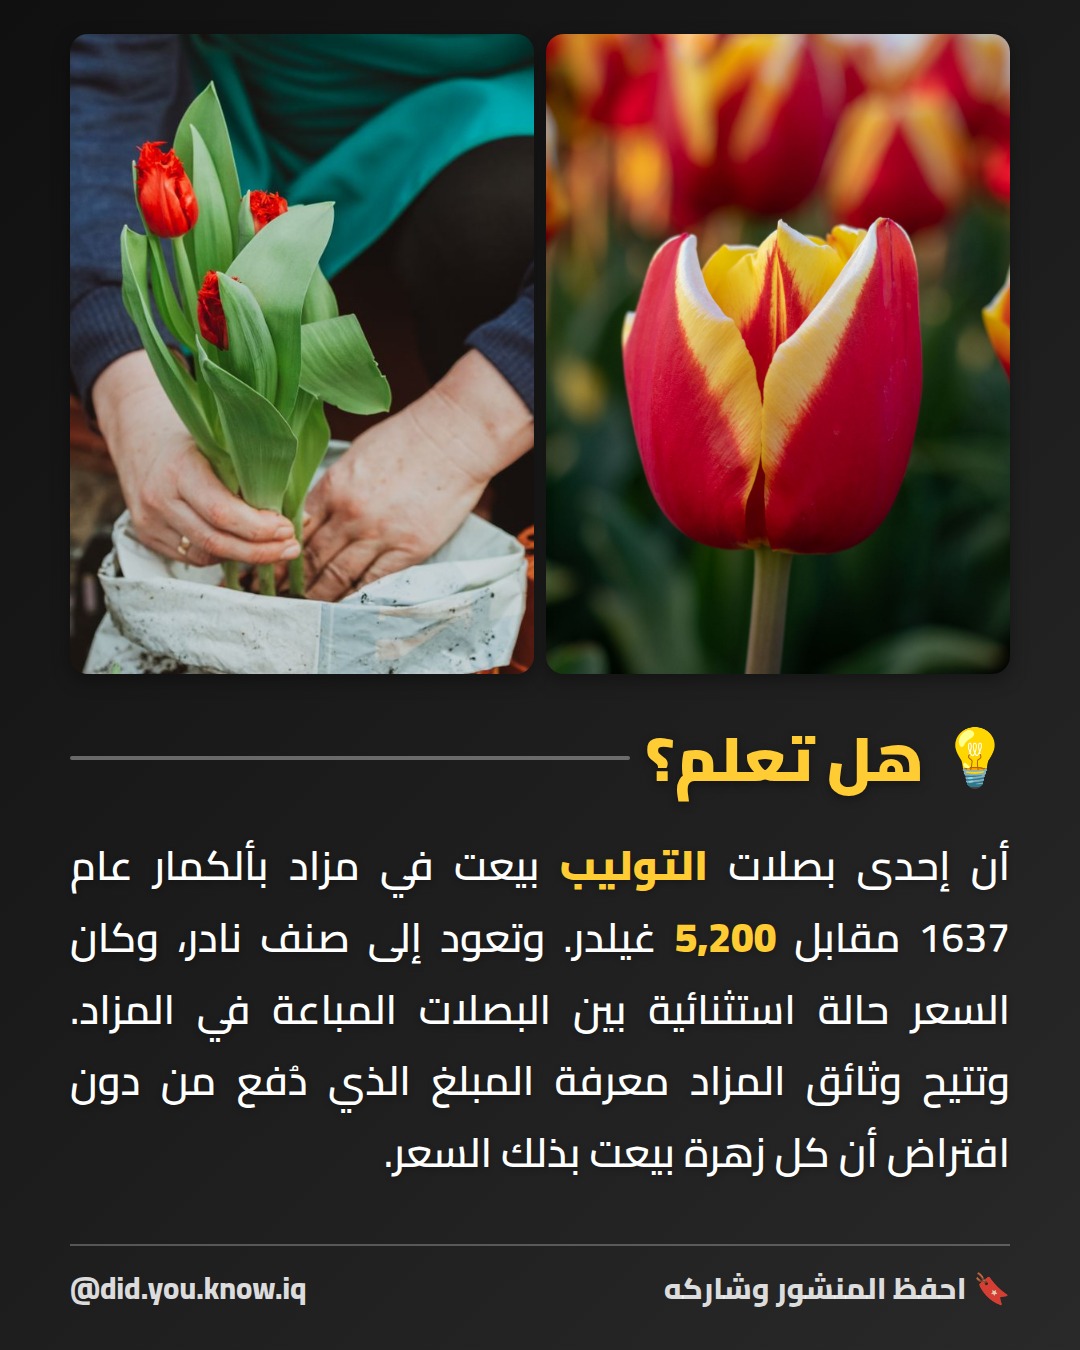 💡 هل تعلم؟
أن إحدى بصلات التوليب بيعت في مزاد بألكمار عام
1637 مقابل 5,200 غيلدر. وتعود إلى صنف نادر، وكان
السعر حالة استثنائية بين البصلات المباعة في المزاد.
وتتيح وثائق المزاد معرفة المبلغ الذي دُفع من دون
افتراض أن كل زهرة بيعت بذلك السعر.
🔖 احفظ المنشور وشاركه
@did.you.know.iq